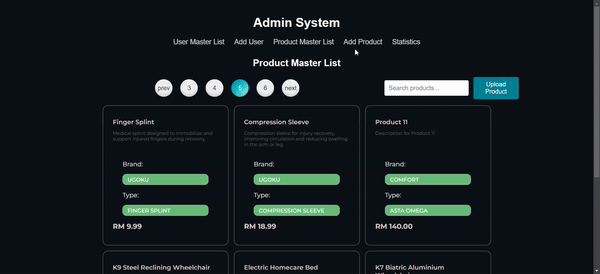 Admin System
User Master List Add User Product Master List Add Product Statistics
Product Master List
prev 3 4 5 6 next Search products... Upload Product
Finger Splint
Medical splint designed to immobilize and
support injured fingers during recovery.
Brand:
UGOKU
Type:
FINGER SPLINT
RM 9.99
Compression Sleeve
Compression sleeve for injury recovery,
improving circulation and reducing swelling
in the arm or leg.
Brand:
UGOKU
Type:
COMPRESSION SLEEVE
RM 18.99
Product 11
Description for Product 11
Brand:
COMFORT
Type:
ASTA OMEGA
RM 140.00
K9 Steel Reclining Wheelchair
Electric Homecare Bed
K7 Biatric Aluminium